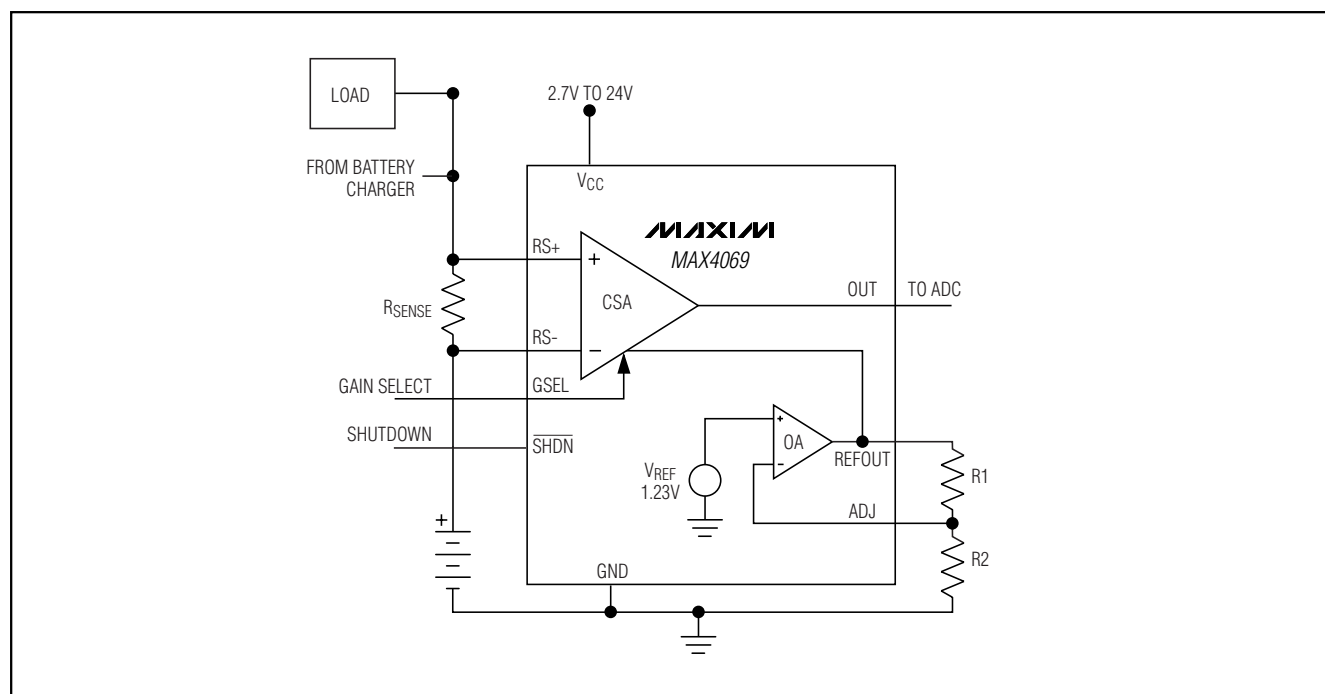 LOAD
2.7V TO 24V
FROM BATTERY
CHARGER
VCC
MAXIM
MAX4069
RS+
+
CSA
OUT
TO ADC
RSENSE
RS-
−
GAIN SELECT
GSEL
SHUTDOWN
SHDN
+
OA
−
REFOUT
R1
VREF
1.23V
ADJ
R2
+
GND